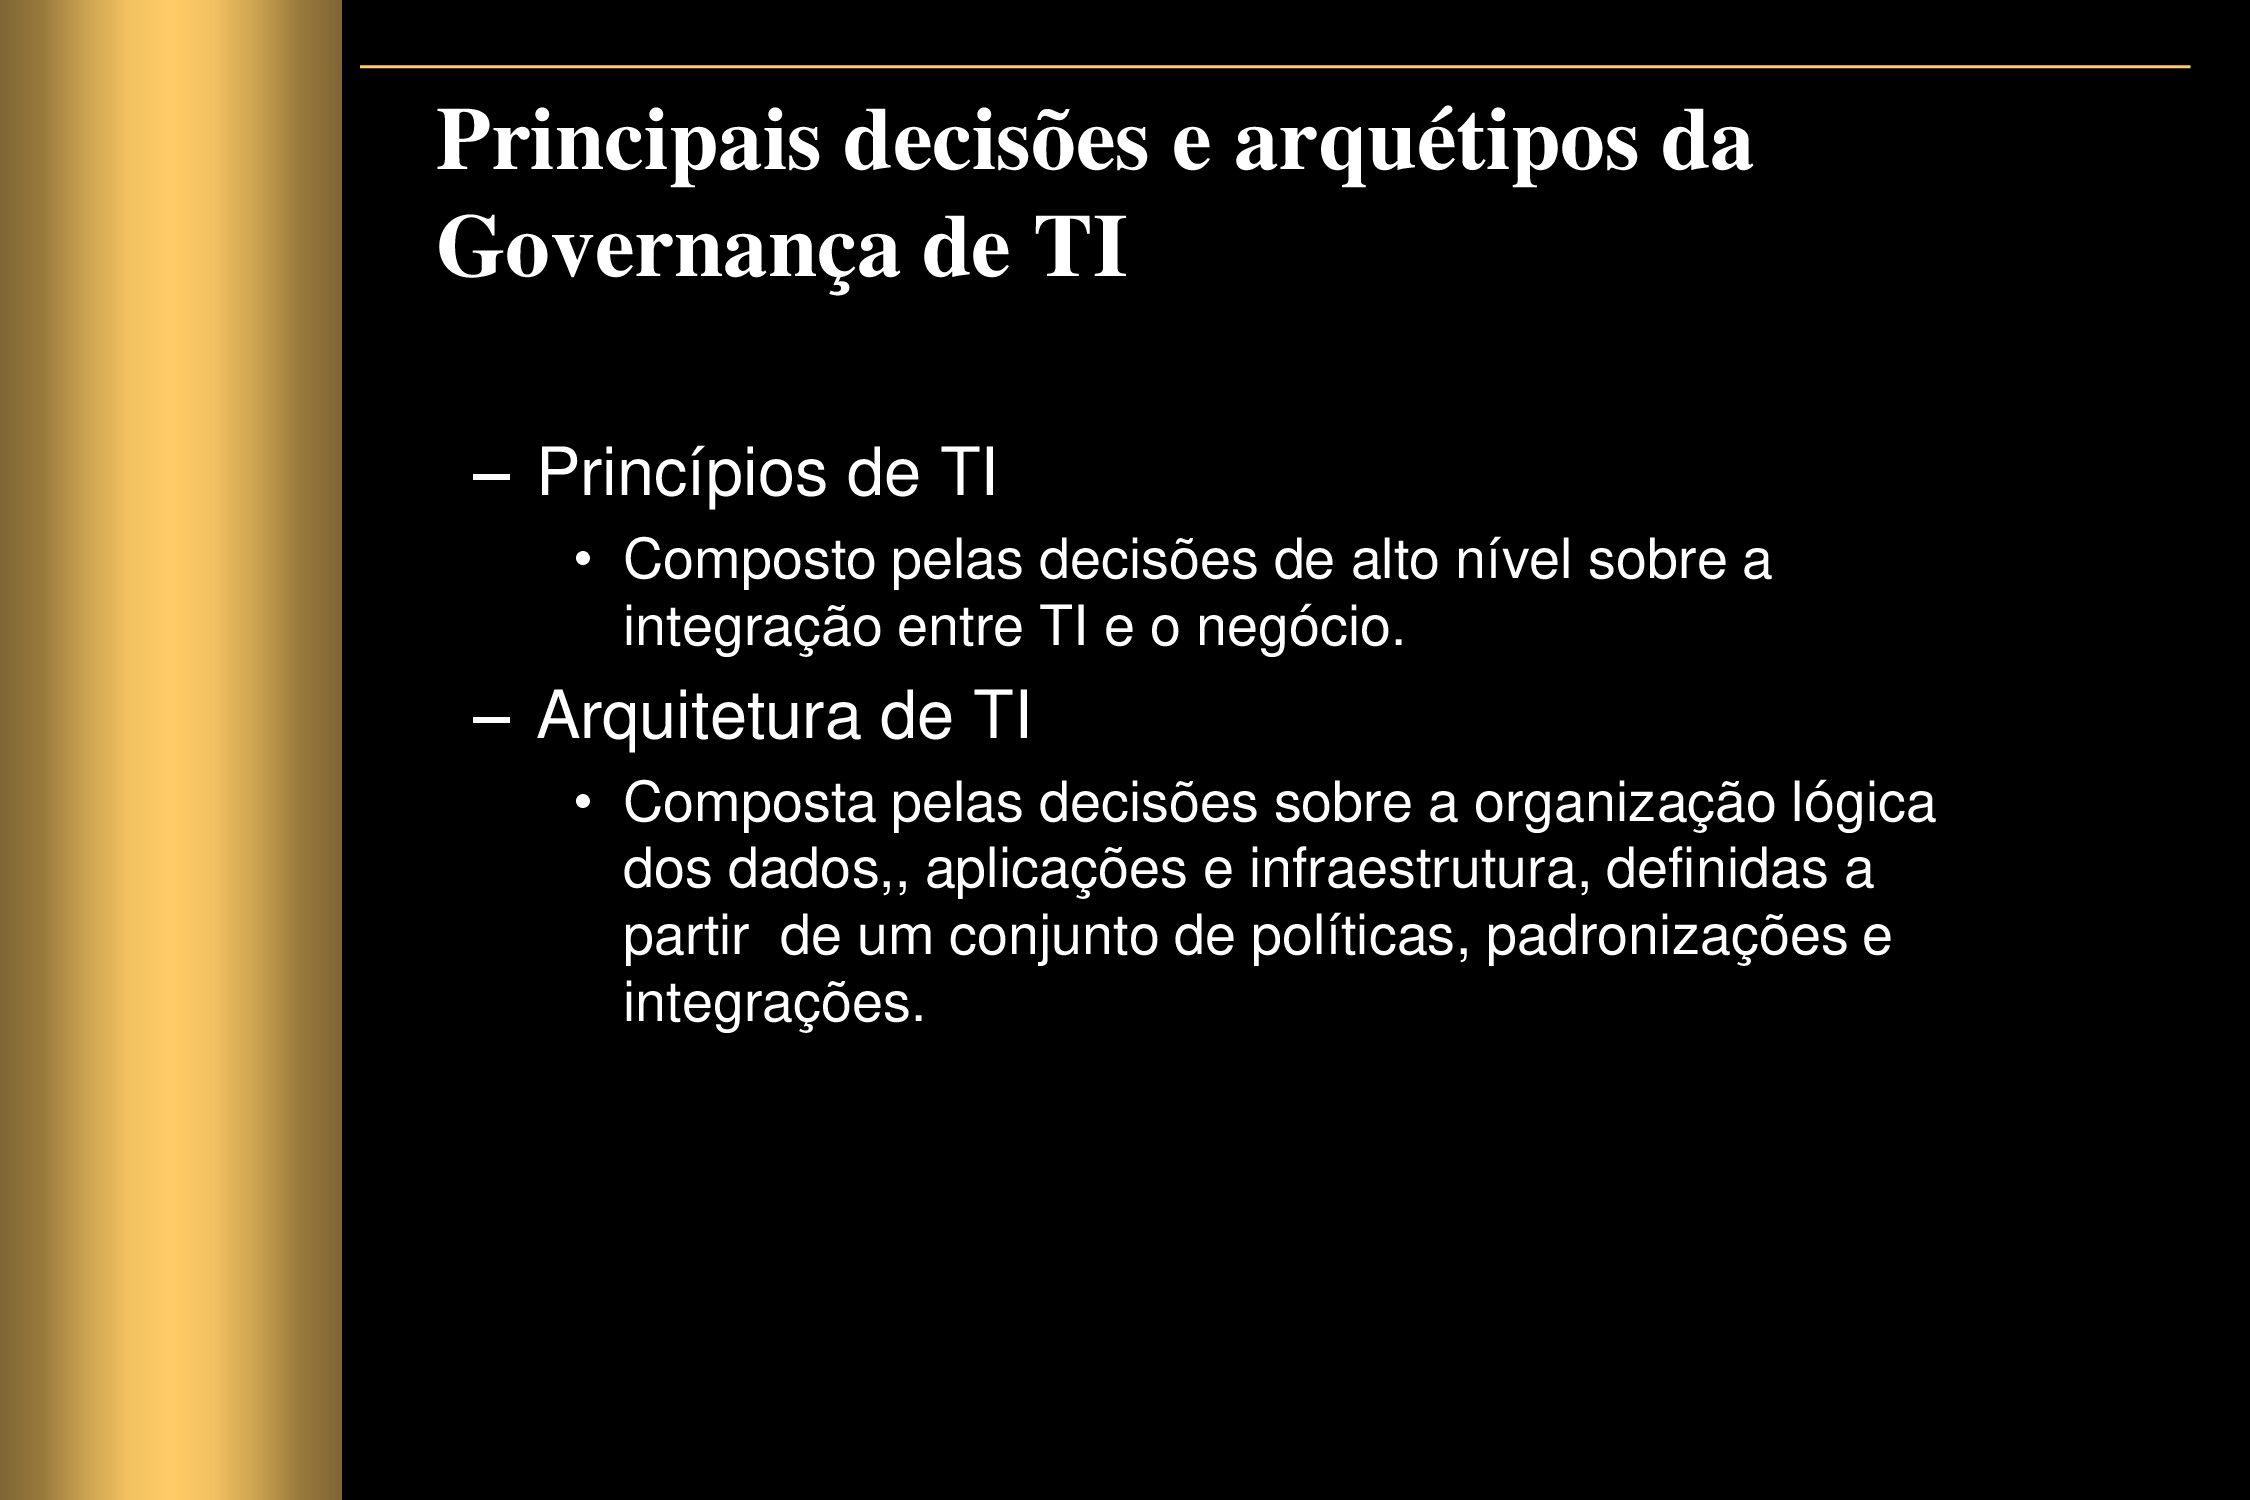 Principais decisões e arquétipos da
Governança de TI
– Princípios de TI
• Composto pelas decisões de alto nível sobre a
integração entre TI e o negócio.
– Arquitetura de TI
• Composta pelas decisões sobre a organização lógica
dos dados,, aplicações e infraestrutura, definidas a
partir  de um conjunto de políticas, padronizações e
integrações.